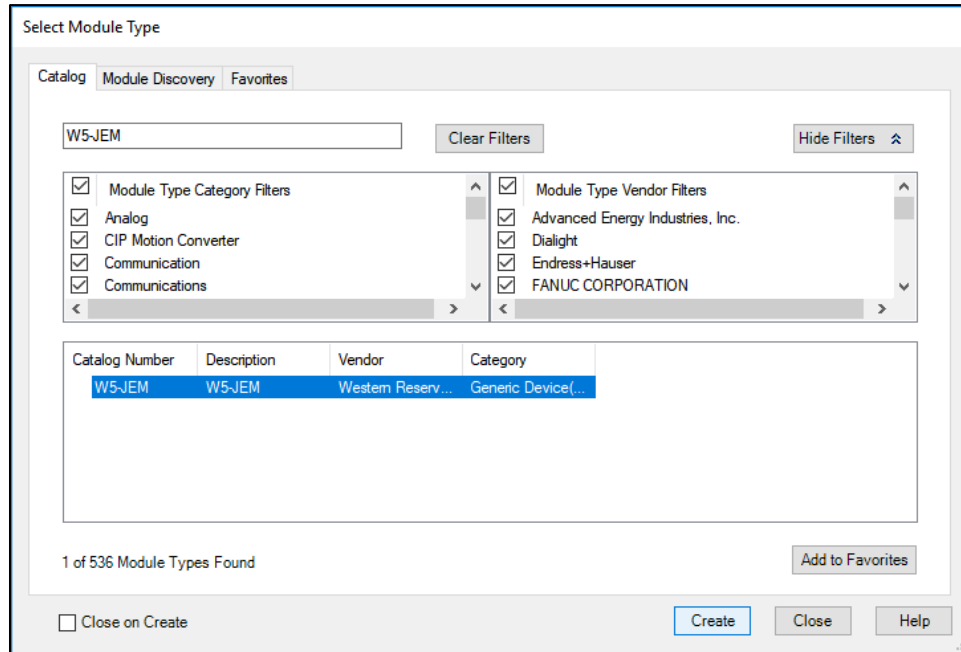 Select Module Type
Catalog Module Discovery Favorites
W5-JEM Clear Filters Hide Filters
Module Type Category Filters
Analog
CIP Motion Converter
Communication
Communications
Module Type Vendor Filters
Advanced Energy Industries, Inc.
Dialight
Endress+Hauser
FANUC CORPORATION
Catalog Number Description Vendor Category
W5-JEM W5-JEM Western Reserv... Generic Device(...
1 of 536 Module Types Found Add to Favorites
Close on Create Create Close Help